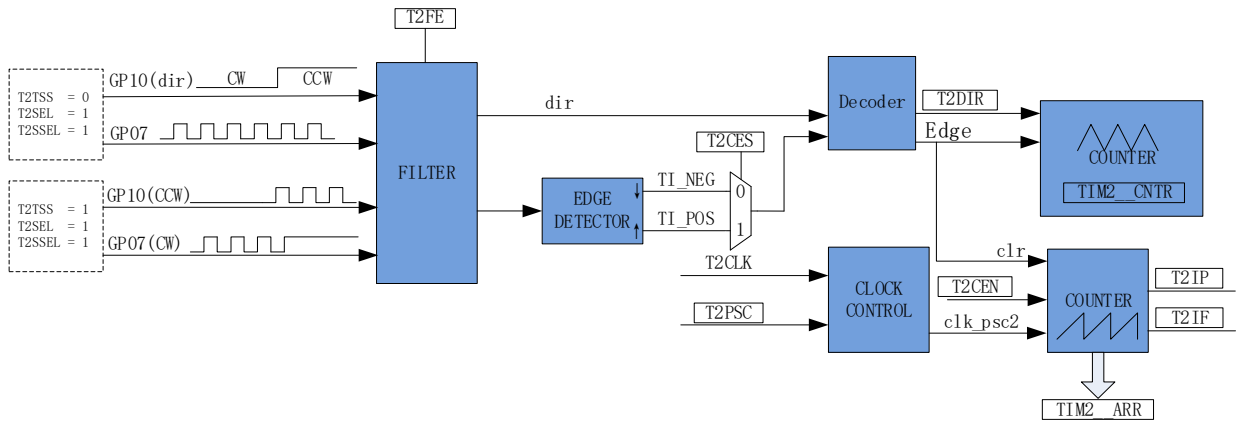 T2FE
GP10(dir)
CW
CCW
T2TSS = 0
T2SEL = 1
T2SSEL = 1
GP07
dir
Decoder
T2DIR
Edge
T2CES
COUNTER
TIM2__CNTR
FILTER
EDGE
DETECTOR
TI_NEG
TI_POS
0
1
GP10(CCW)
T2TSS = 1
T2SEL = 1
T2SSEL = 1
GP07(CW)
T2CLK
T2PSC
CLOCK
CONTROL
clr
T2CEN
clk_psc2
COUNTER
T2IP
T2IF
TIM2__ARR